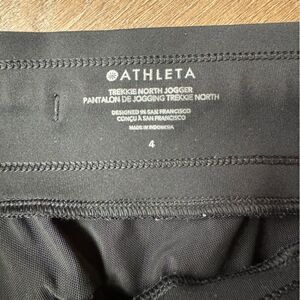 ATHLETA
TREKKIE NORTH JOGGER
PANTALON DE JOGGING TREKKIE NORTH
DESIGNED IN SAN FRANCISCO
CONÇU À SAN FRANCISCO
MADE IN INDONESIA
4